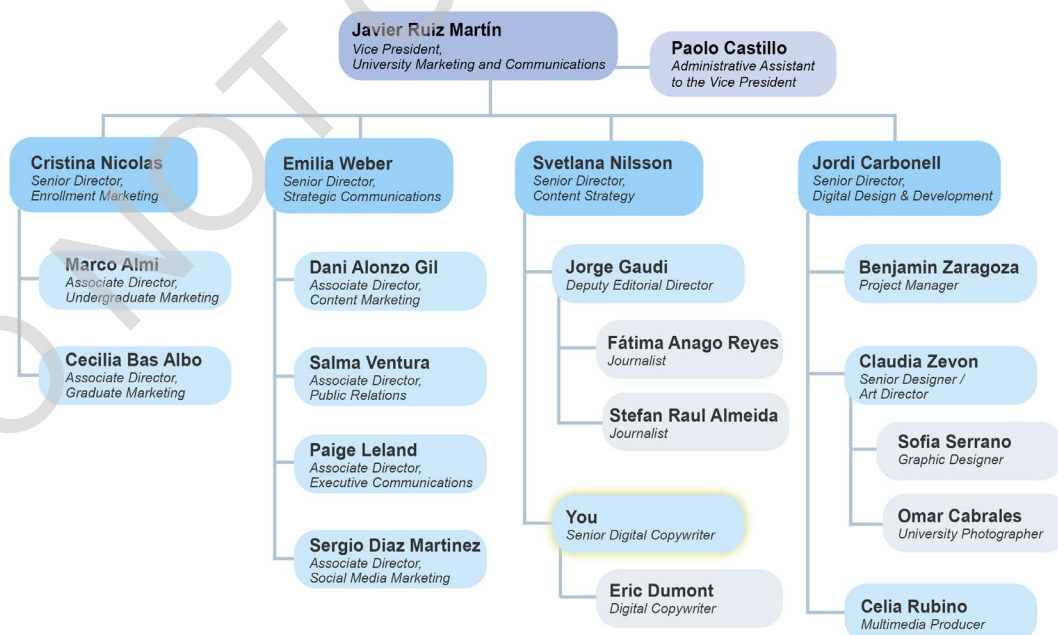 Javier Ruiz Martín
Vice President,
University Marketing and Communications
Paolo Castillo
Administrative Assistant
to the Vice President
Cristina Nicolas
Senior Director,
Enrollment Marketing
Marco Almi
Associate Director,
Undergraduate Marketing
Cecilia Bas Albo
Associate Director,
Graduate Marketing
Emilia Weber
Senior Director,
Strategic Communications
Dani Alonzo Gil
Associate Director,
Content Marketing
Salma Ventura
Associate Director,
Public Relations
Paige Leland
Associate Director,
Executive Communications
Sergio Diaz Martinez
Associate Director,
Social Media Marketing
Svetlana Nilsson
Senior Director,
Content Strategy
Jorge Gaudi
Deputy Editorial Director
Fátima Anago Reyes
Journalist
Stefan Raul Almeida
Journalist
You
Senior Digital Copywriter
Eric Dumont
Digital Copywriter
Jordi Carbonell
Senior Director,
Digital Design & Development
Benjamin Zaragoza
Project Manager
Claudia Zevon
Senior Designer /
Art Director
Sofia Serrano
Graphic Designer
Omar Cabrales
University Photographer
Celia Rubino
Multimedia Producer
O NOT